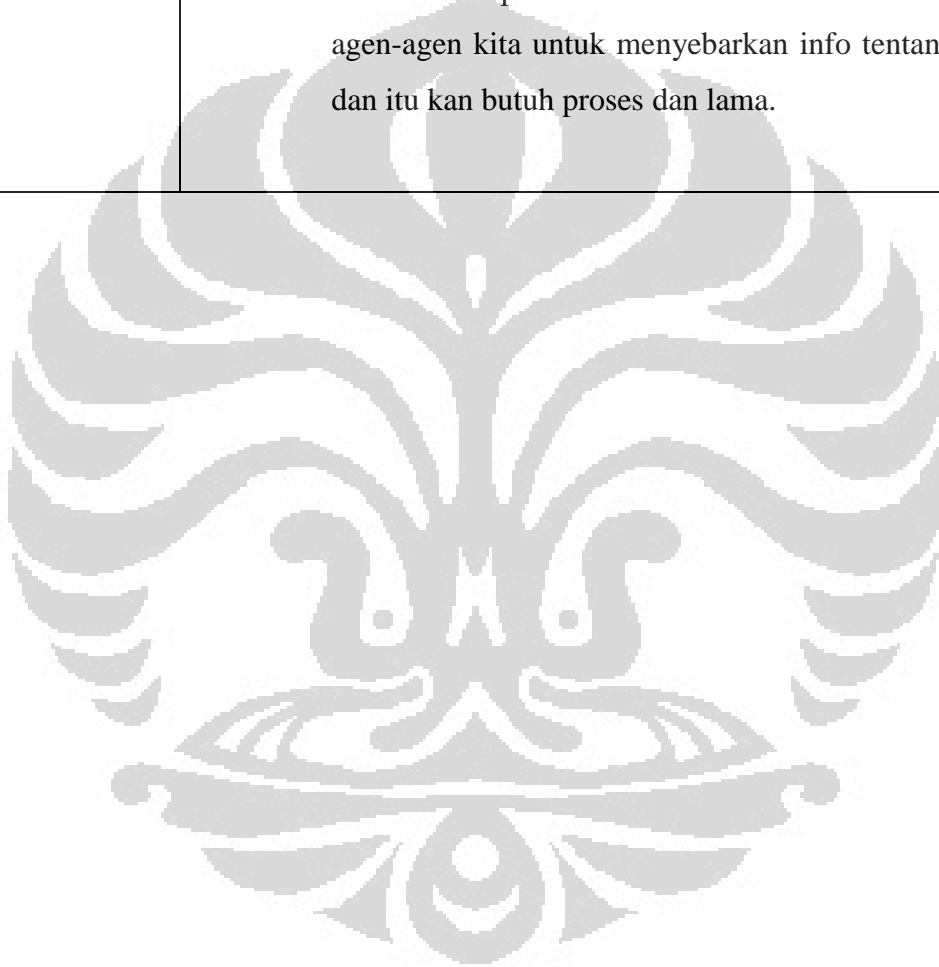 agen-agen kita untuk menyebarkan info tentan
dan itu kan butuh proses dan lama.